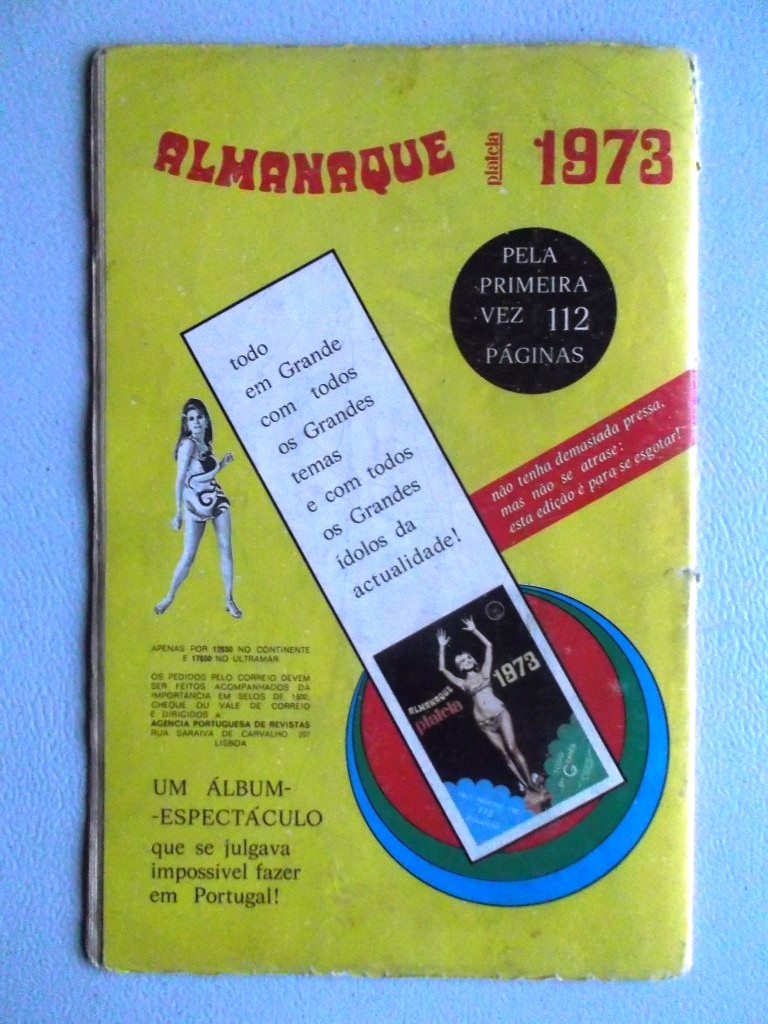 ALMANAQUE plateia 1973
PELA
PRIMEIRA
VEZ 112
PÁGINAS
todo
em Grande
com todos
os Grandes
temas
e com todos
os Grandes
ídolos da
actualidade!
não tenha demasiada pressa,
mas não se atrase:
esta edição é para se esgotar!
APENAS POR 12$50 NO CONTINENTE
E 17$50 NO ULTRAMAR
OS PEDIDOS PELO CORREIO DEVEM
SER FEITOS ACOMPANHADOS DA
IMPORTÂNCIA EM SELOS DE 1$00,
CHEQUE OU VALE DE CORREIO
E DIRIGIDOS A
AGENCIA PORTUGUESA DE REVISTAS
RUA SARAIVA DE CARVALHO 207
LISBOA
ALMANAQUE
plateia
1973
UM ÁLBUM-
-ESPECTÁCULO
que se julgava
impossível fazer
em Portugal!